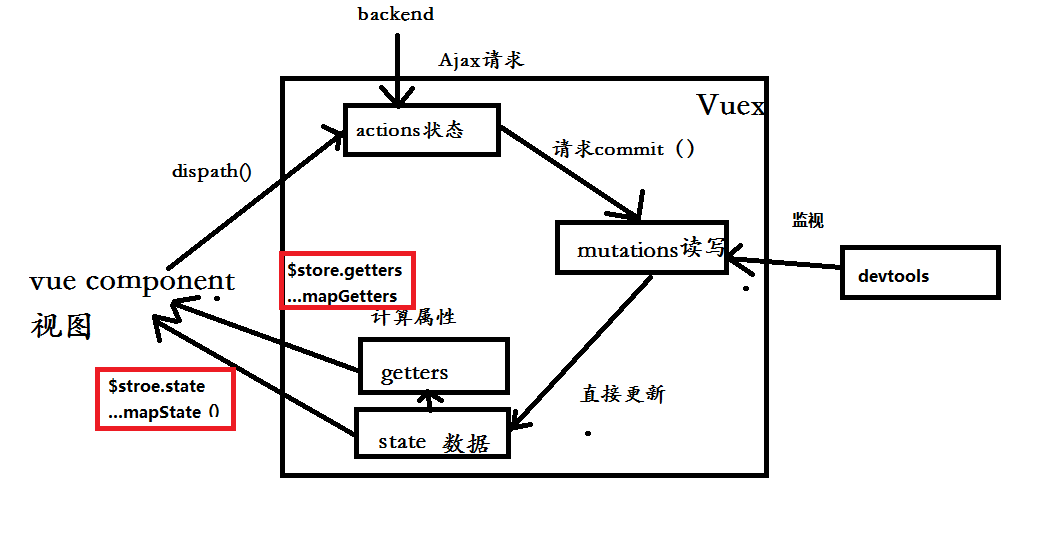 backend
Ajax请求
Vuex
actions状态
请求commit（）
dispath()
监视
mutations读写
devtools
$store.getters
...mapGetters
vue component
视图
计算属性
getters
$stroe.state
...mapState（）
直接更新
state 数据